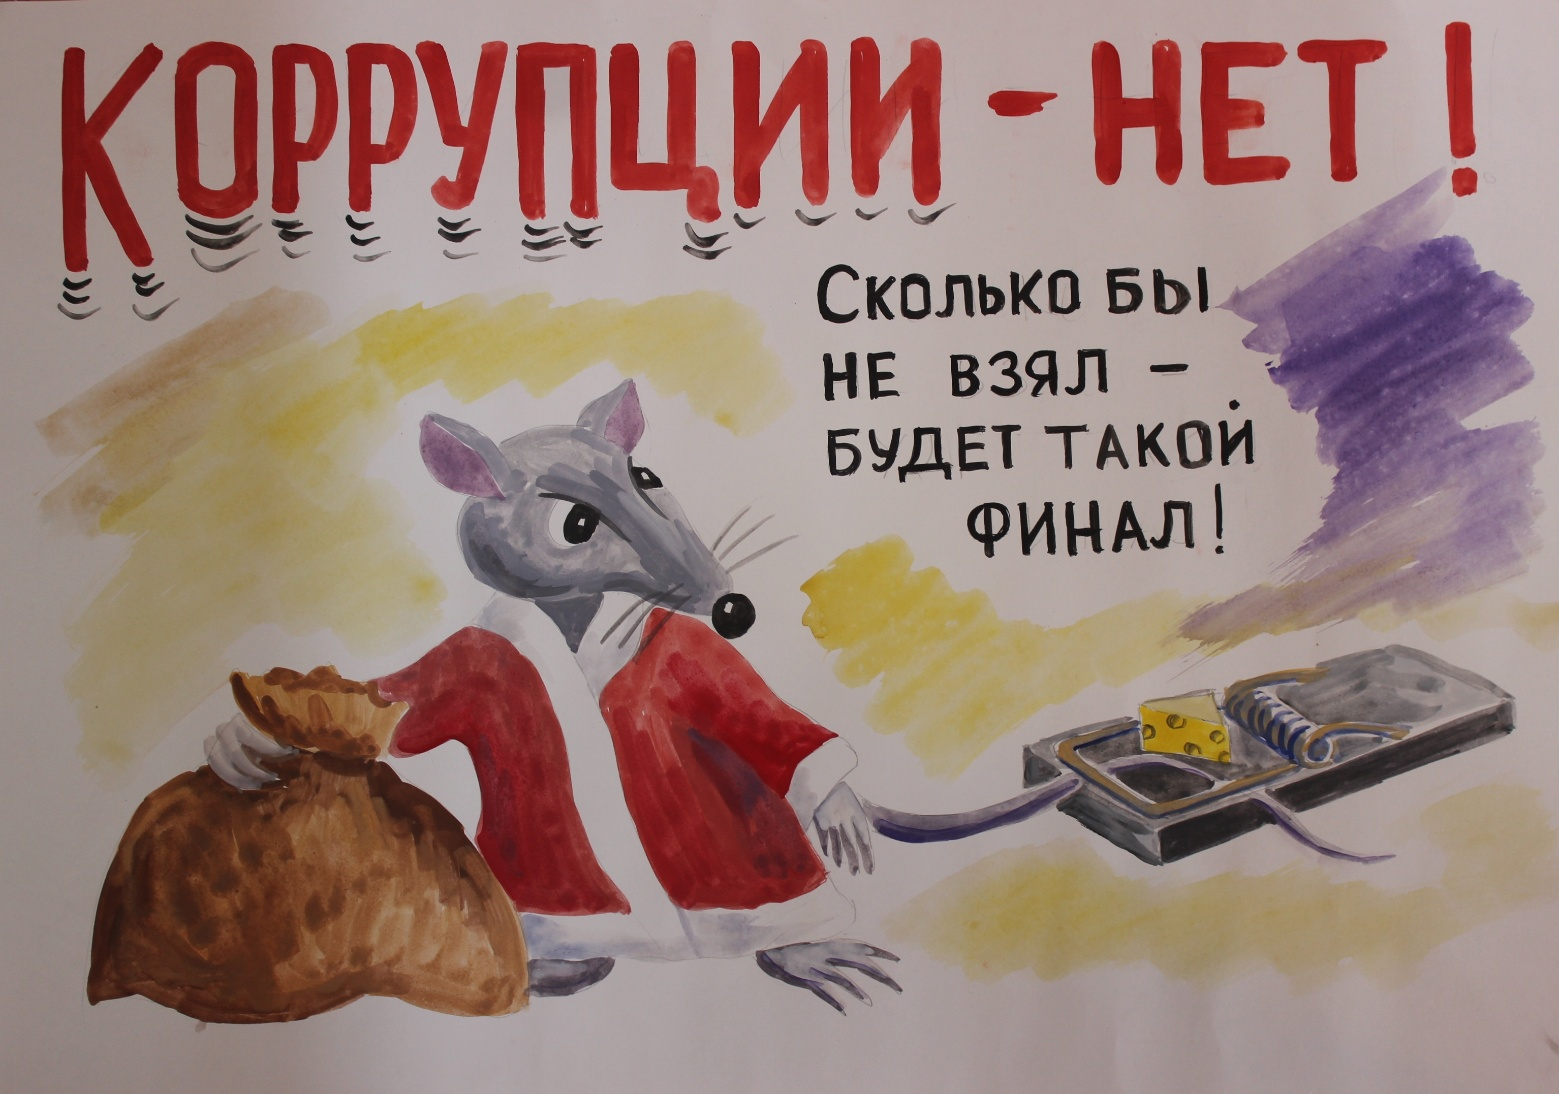 КОРРУПЦИИ - НЕТ!
СКОЛЬКО БЫ
НЕ ВЗЯЛ -
БУДЕТ ТАКОЙ
ФИНАЛ!